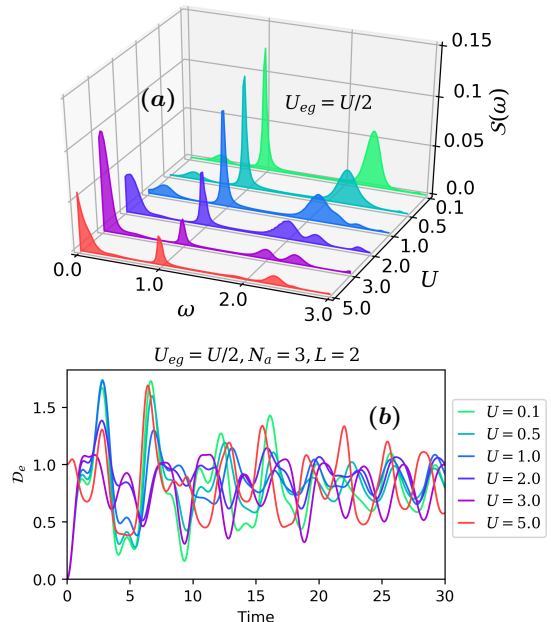 (a)
U_eg = U/2
0.15
0.1
0.05
0.0
S(ω)
0.1
0.5
1.0
2.0
3.0
5.0
U
0.0
1.0
2.0
3.0
ω
U_eg = U/2, N_a = 3, L = 2
(b)
1.5
1.0
0.5
0.0
D_e
0 5 10 15 20 25 30
Time
U = 0.1
U = 0.5
U = 1.0
U = 2.0
U = 3.0
U = 5.0